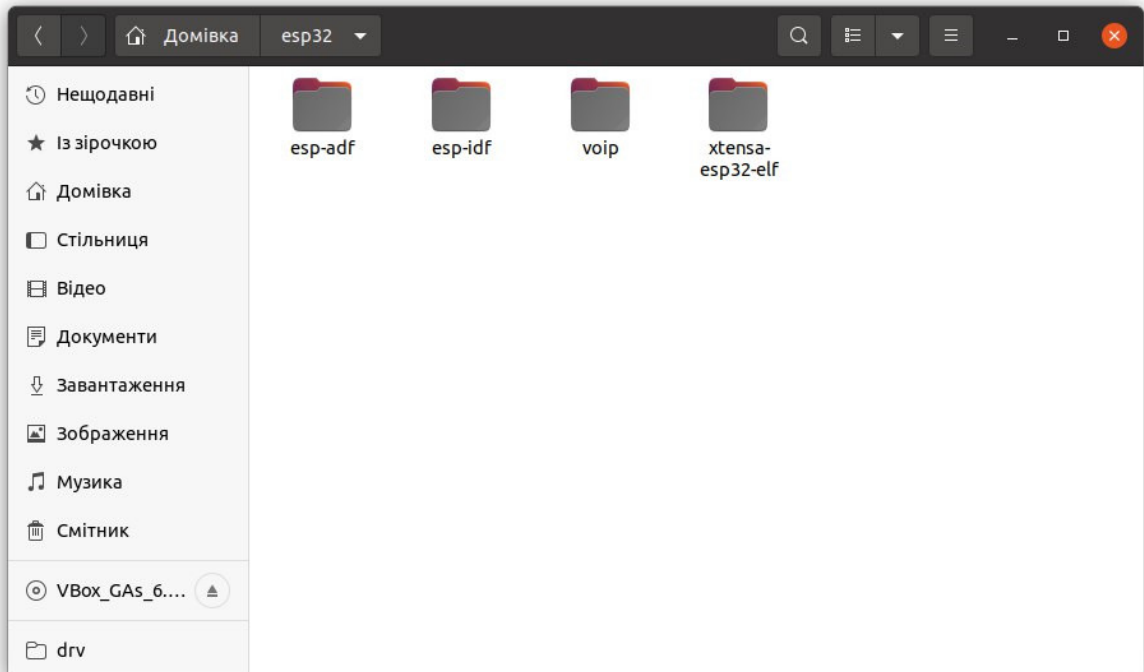 Домівка
esp32
Нещодавні
Із зірочкою
Домівка
Стільниця
Відео
Документи
Завантаження
Зображення
Музика
Смітник
VBox_GAs_6....
drv
esp-adf
esp-idf
voip
xtensa-
esp32-elf